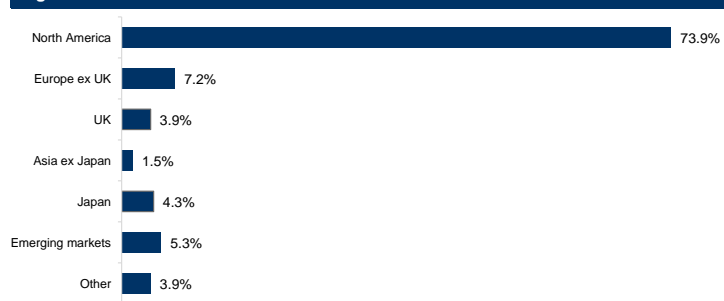 North America 73.9%
Europe ex UK 7.2%
UK 3.9%
Asia ex Japan 1.5%
Japan 4.3%
Emerging markets 5.3%
Other 3.9%